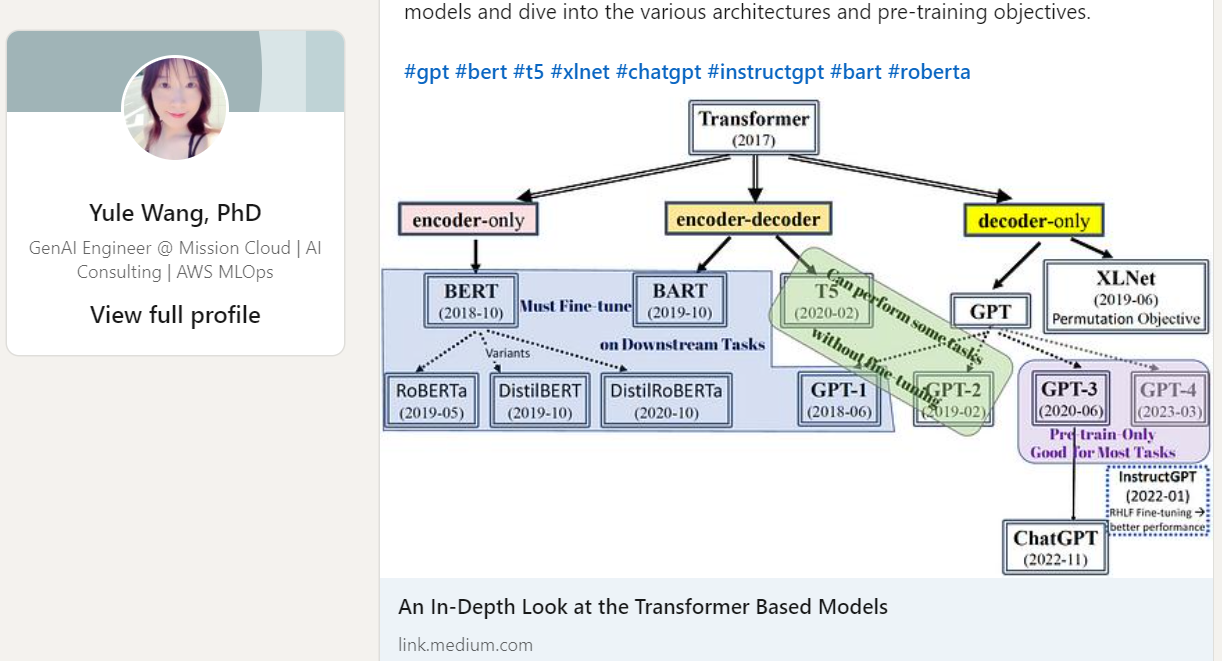 models and dive into the various architectures and pre-training objectives.
#gpt #bert #t5 #xlnet #chatgpt #instructgpt #bart #roberta
Yule Wang, PhD
GenAI Engineer @ Mission Cloud | AI
Consulting | AWS MLOps
View full profile
Transformer
(2017)
encoder-only
encoder-decoder
decoder-only
BERT
(2018-10)
Must Fine-tune
BART
(2019-10)
on Downstream Tasks
T5
(2020-02)
Can perform some tasks
without fine-tuning
GPT
XLNet
(2019-06)
Permutation Objective
Variants
RoBERTa
(2019-05)
DistilBERT
(2019-10)
DistilRoBERTa
(2020-10)
GPT-1
(2018-06)
GPT-2
(2019-02)
GPT-3
(2020-06)
GPT-4
(2023-03)
Pre-train-Only
Good for Most Tasks
InstructGPT
(2022-01)
RHLF Fine-tuning →
better performance
ChatGPT
(2022-11)
An In-Depth Look at the Transformer Based Models
link.medium.com